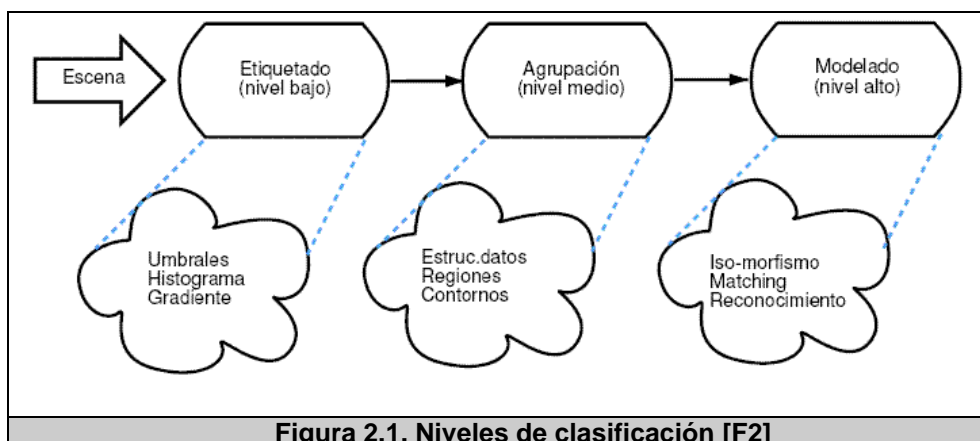 Escena
Etiquetado
(nivel bajo)
Agrupación
(nivel medio)
Modelado
(nivel alto)
Umbrales
Histograma
Gradiente
Estruc.datos
Regiones
Contornos
Iso-morfismo
Matching
Reconocimiento
Figura 2.1. Niveles de clasificación [F2]